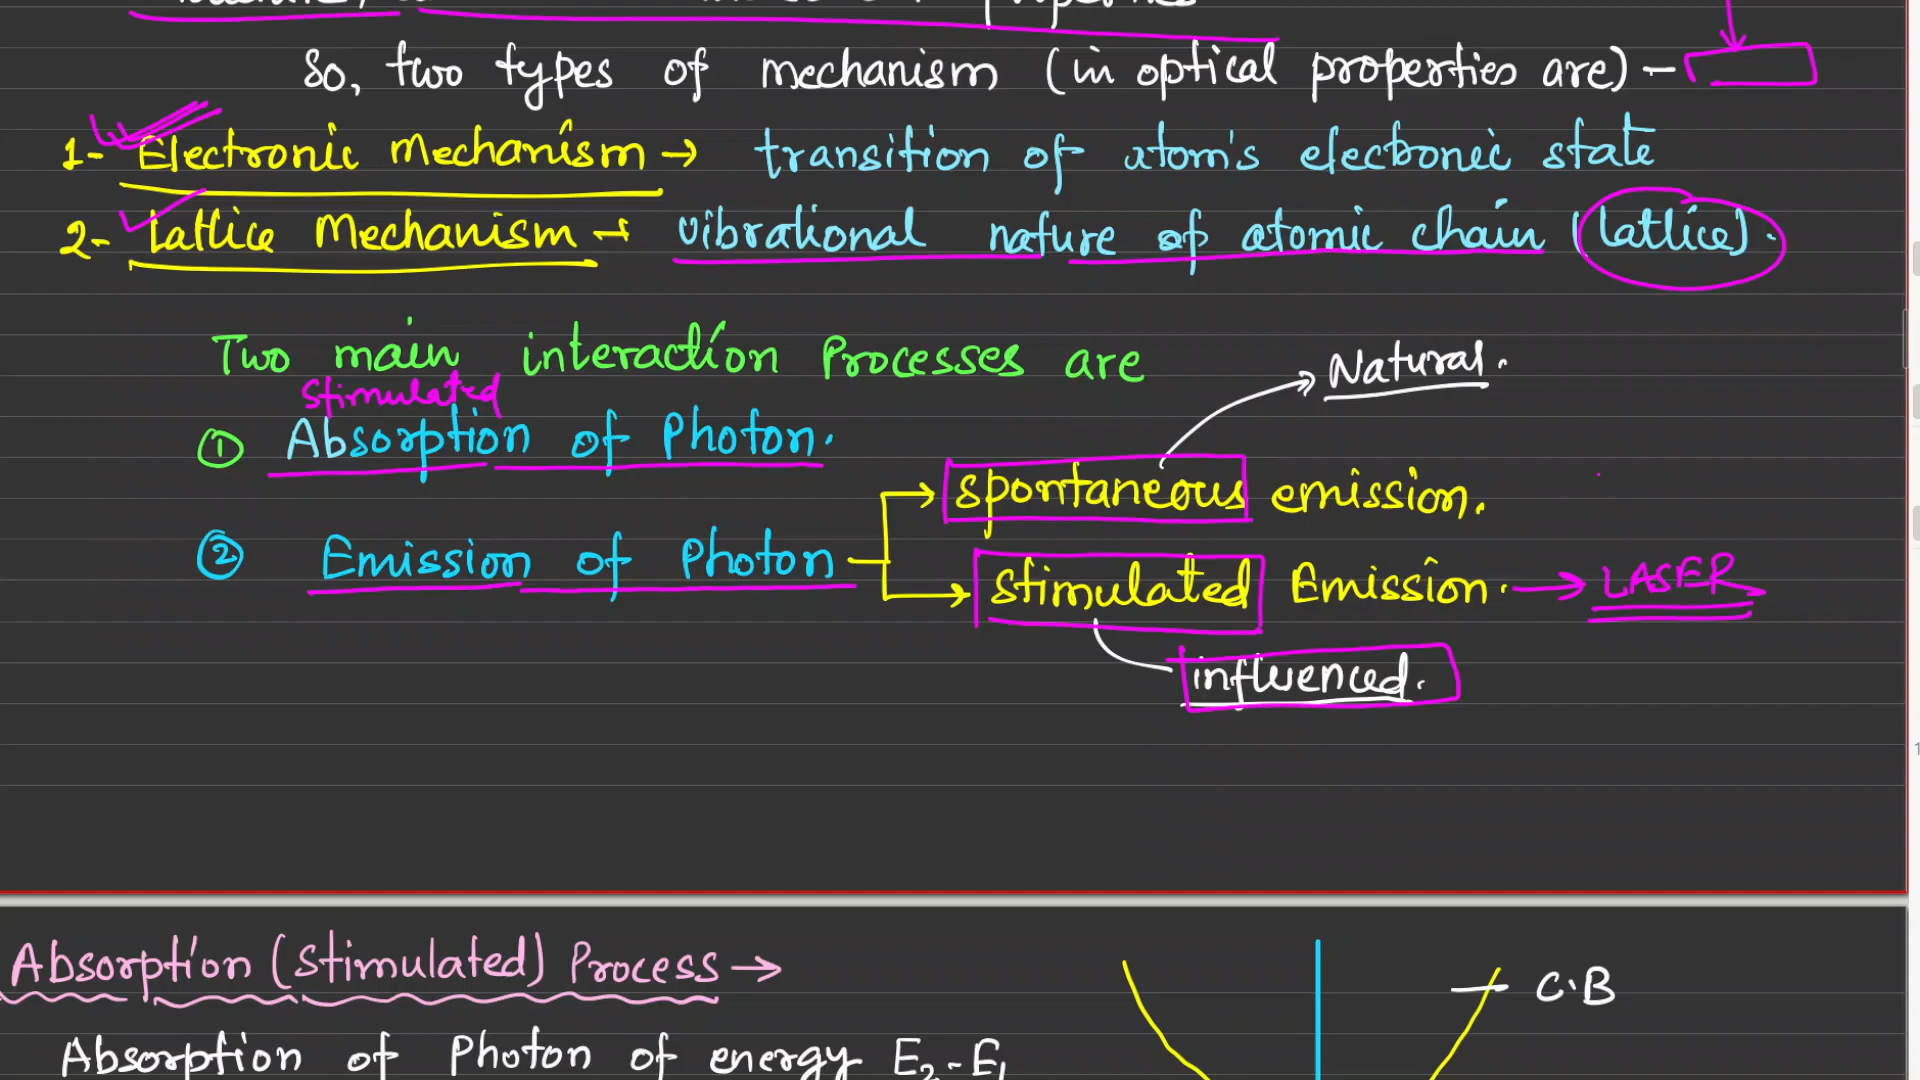 So, two types of mechanism (in optical properties are) -
1- Electronic Mechanism → transition of atom's electronic state
2- Lattice Mechanism → vibrational nature of atomic chain (lattice).
Two main interaction Processes are
Natural.
Stimulated
① Absorption of Photon.
spontaneous emission.
② Emission of Photon
Stimulated Emission. → LASER
influenced.
Absorption (Stimulated) Process →
C.B
Absorption of Photon of energy E₂-E₁